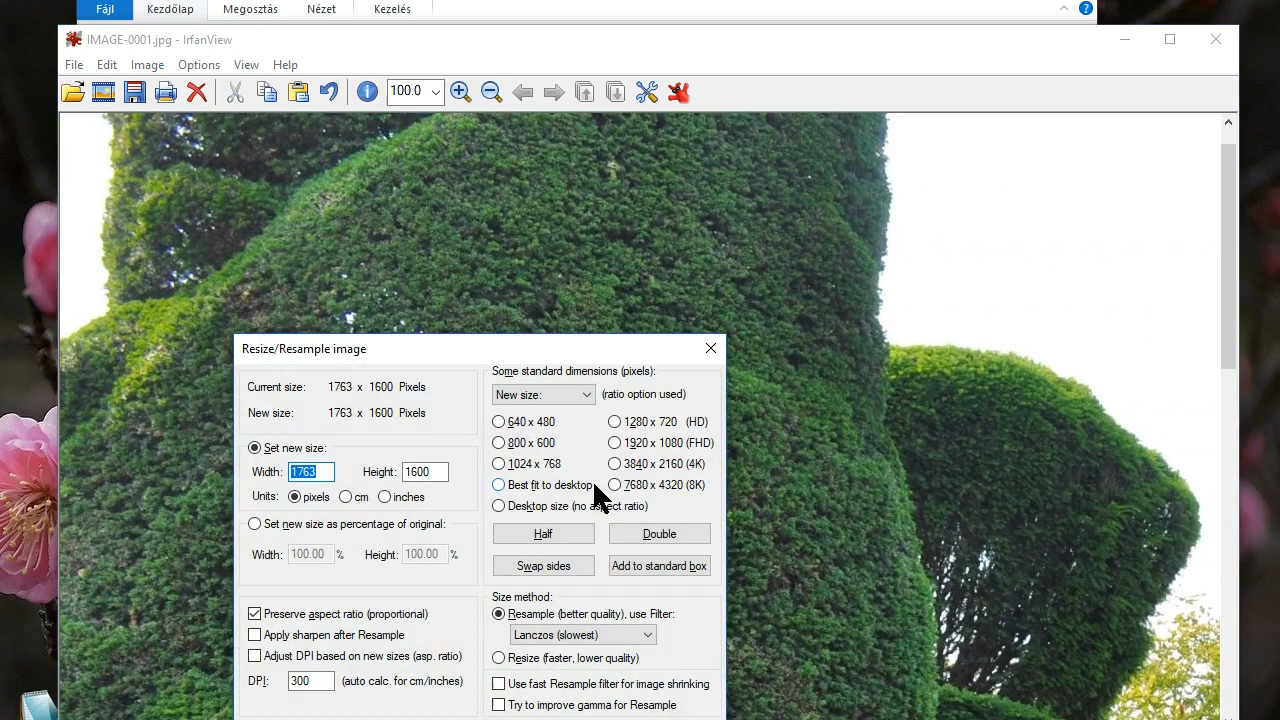 Fájl Kezdőlap Megosztás Nézet Kezelés
IMAGE-0001.jpg - IrfanView
File Edit Image Options View Help
100.0
Resize/Resample image
Current size: 1763 x 1600 Pixels
New size: 1763 x 1600 Pixels
Set new size:
Width: 1763 Height: 1600
Units: pixels cm inches
Set new size as percentage of original:
Width: 100.00 % Height: 100.00 %
Preserve aspect ratio (proportional)
Apply sharpen after Resample
Adjust DPI based on new sizes (asp. ratio)
DPI: 300 (auto calc. for cm/inches)
Some standard dimensions (pixels):
New size: (ratio option used)
640 x 480 1280 x 720 (HD)
800 x 600 1920 x 1080 (FHD)
1024 x 768 3840 x 2160 (4K)
Best fit to desktop 7680 x 4320 (8K)
Desktop size (no aspect ratio)
Half Double
Swap sides Add to standard box
Size method:
Resample (better quality), use Filter:
Lanczos (slowest)
Resize (faster, lower quality)
Use fast Resample filter for image shrinking
Try to improve gamma for Resample